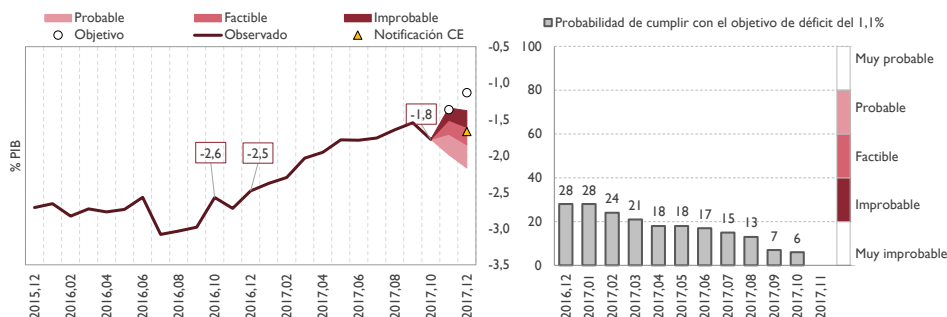 Probable Factible Improbable
Objetivo Observado Notificación CE
-0,5
-1,0
-1,5
-2,0
-2,5
-3,0
-3,5
% PIB
-2,6
-2,5
-1,8
2015,12 2016,02 2016,04 2016,06 2016,08 2016,10 2016,12 2017,02 2017,04 2017,06 2017,08 2017,10 2017,12
Probabilidad de cumplir con el objetivo de déficit del 1,1%
100
80
60
40
20
0
28 28 24 21 18 18 17 15 13 7 6
Muy probable
Probable
Factible
Improbable
Muy improbable
2016,12 2017,01 2017,02 2017,03 2017,04 2017,05 2017,06 2017,07 2017,08 2017,09 2017,10 2017,11